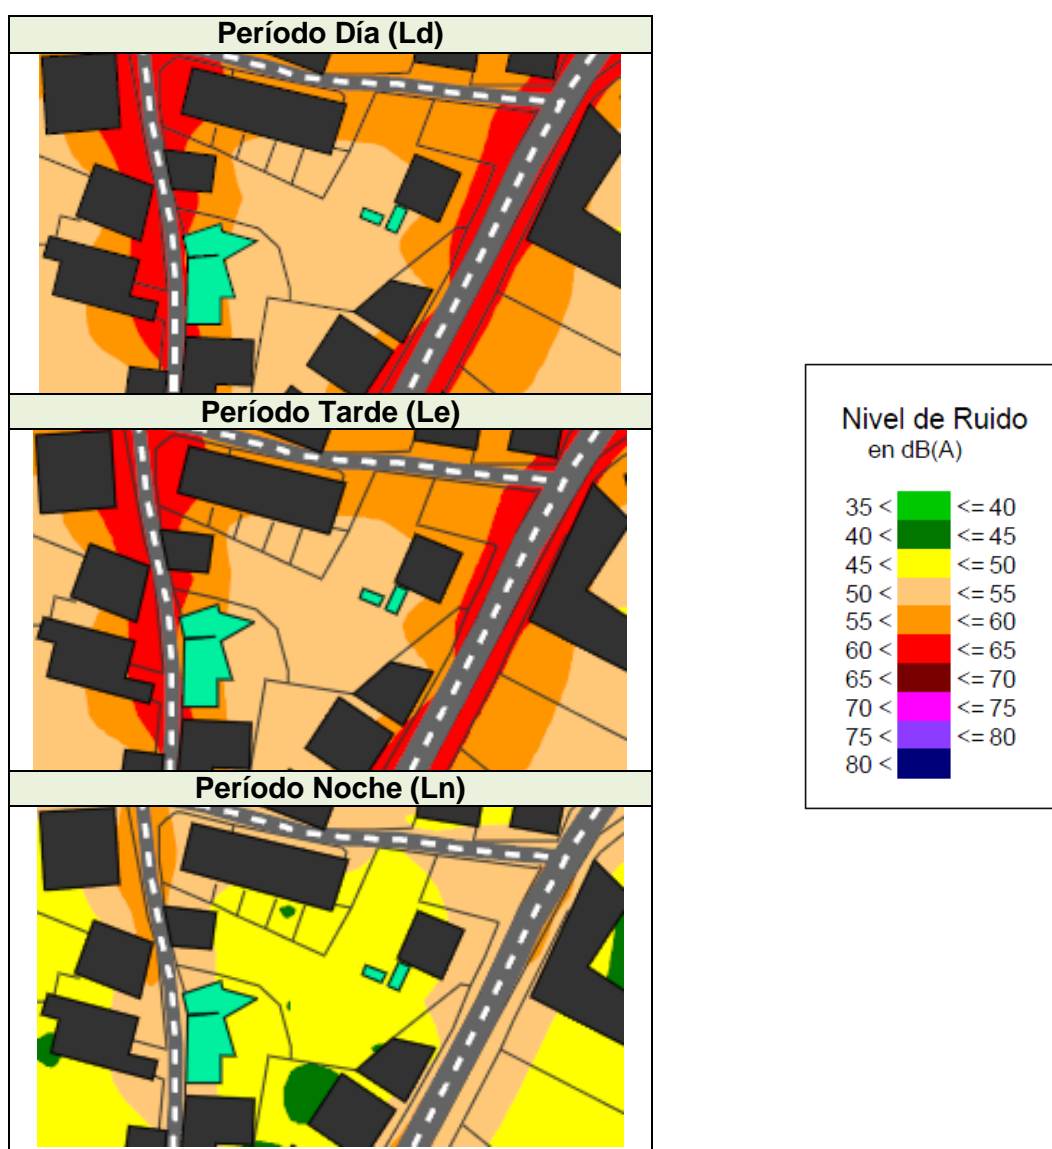 Período Día (Ld)
Período Tarde (Le)
Período Noche (Ln)
Nivel de Ruido
en dB(A)
35 < <= 40
40 < <= 45
45 < <= 50
50 < <= 55
55 < <= 60
60 < <= 65
65 < <= 70
70 < <= 75
75 < <= 80
80 <